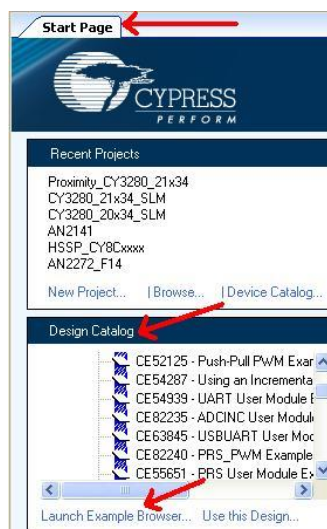 Start Page
CYPRESS
PERFORM
Recent Projects
Proximity_CY3280_21x34
CY3280_21x34_SLM
CY3280_20x34_SLM
AN2141
HSSP_CY8Cxxxx
AN2272_F14
New Project... | Browse... | Device Catalog...
Design Catalog
CE52125 - Push-Pull PWM Exar
CE54287 - Using an Incrementa
CE54939 - UART User Module E
CE82235 - ADCINC User Module
CE63845 - USBUART User Mod
CE82240 - PRS_PWM Example
CE55651 - PRS User Module Ex
Launch Example Browser... Use this Design...